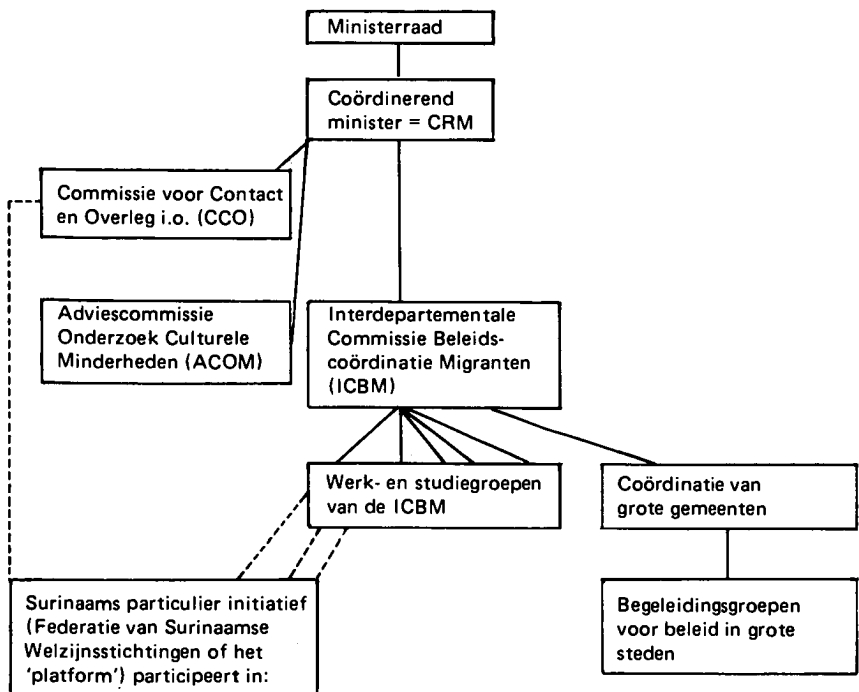 Ministerraad
Coördinerend
minister = CRM
Commissie voor Contact
en Overleg i.o. (CCO)
Adviescommissie
Onderzoek Culturele
Minderheden (ACOM)
Interdepartementale
Commissie Beleids-
coördinatie Migranten
(ICBM)
Werk- en studiegroepen
van de ICBM
Coördinatie van
grote gemeenten
Surinaams particulier initiatief
(Federatie van Surinaamse
Welzijnsstichtingen of het
'platform') participeert in:
Begeleidingsgroepen
voor beleid in grote
steden